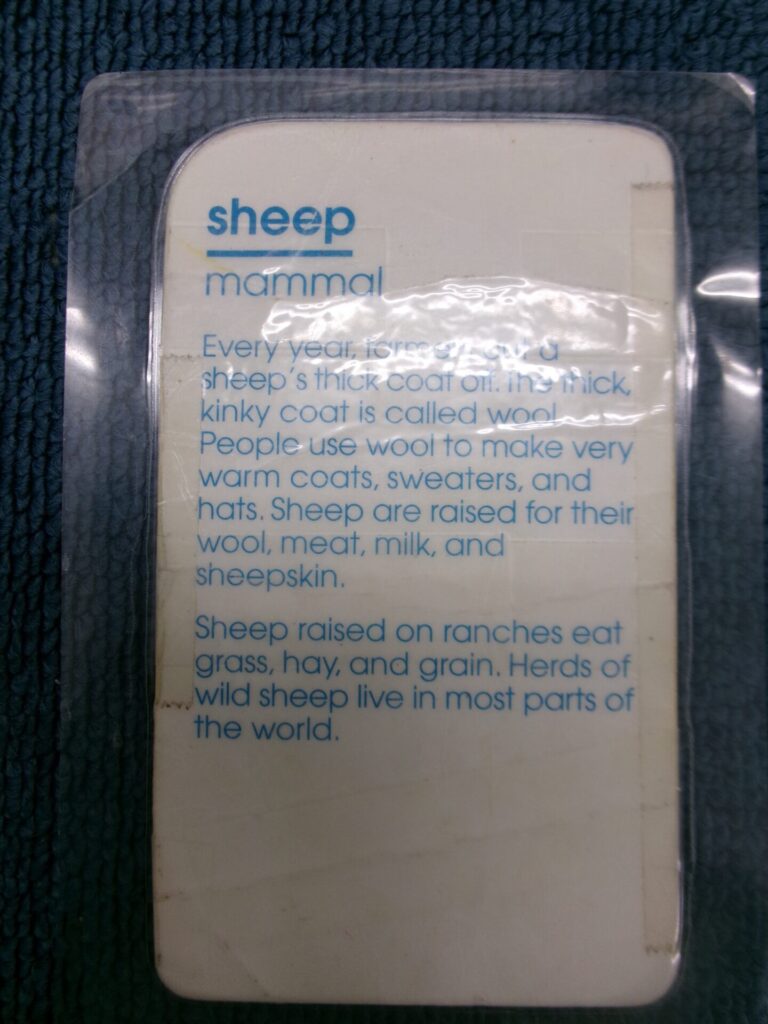 sheep
mammal
Every year, farmers cut a
sheep's thick coat off. The thick,
kinky coat is called wool.
People use wool to make very
warm coats, sweaters, and
hats. Sheep are raised for their
wool, meat, milk, and
sheepskin.
Sheep raised on ranches eat
grass, hay, and grain. Herds of
wild sheep live in most parts of
the world.